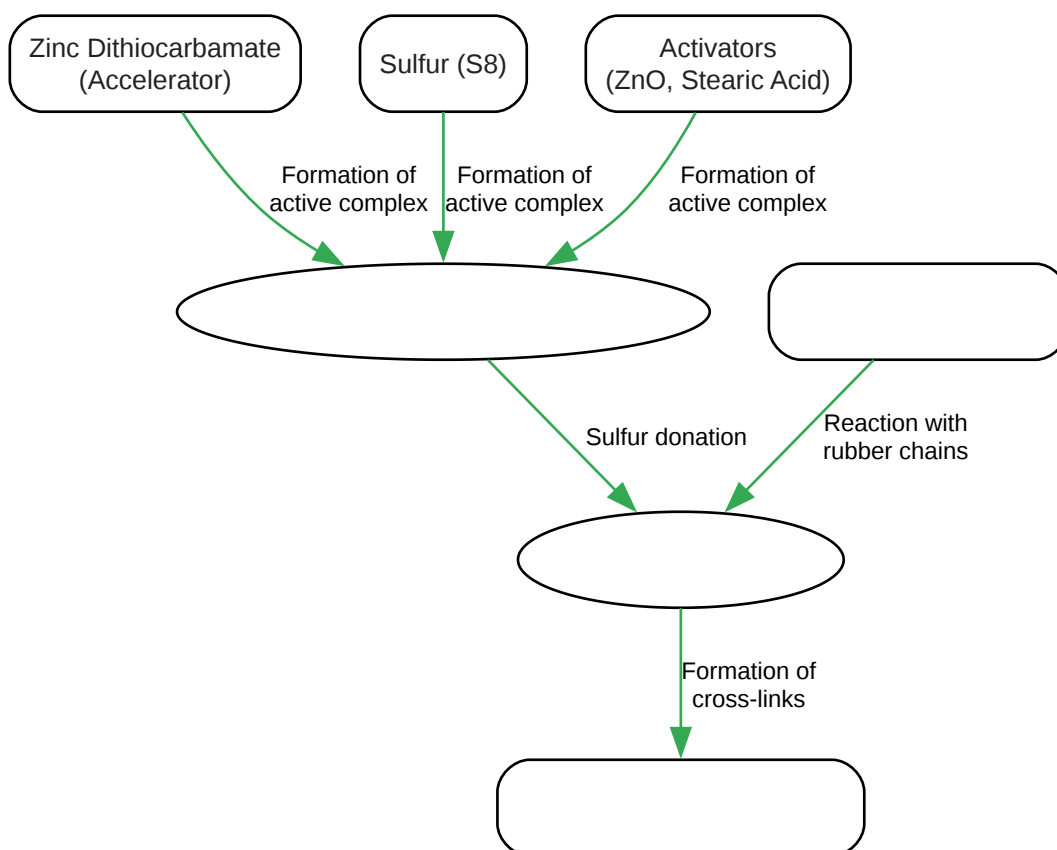 Zinc Dithiocarbamate
(Accelerator)
Sulfur (S8)
Activators
(ZnO, Stearic Acid)
Formation of
active complex
Formation of
active complex
Formation of
active complex
Sulfur donation
Reaction with
rubber chains
Formation of
cross-links